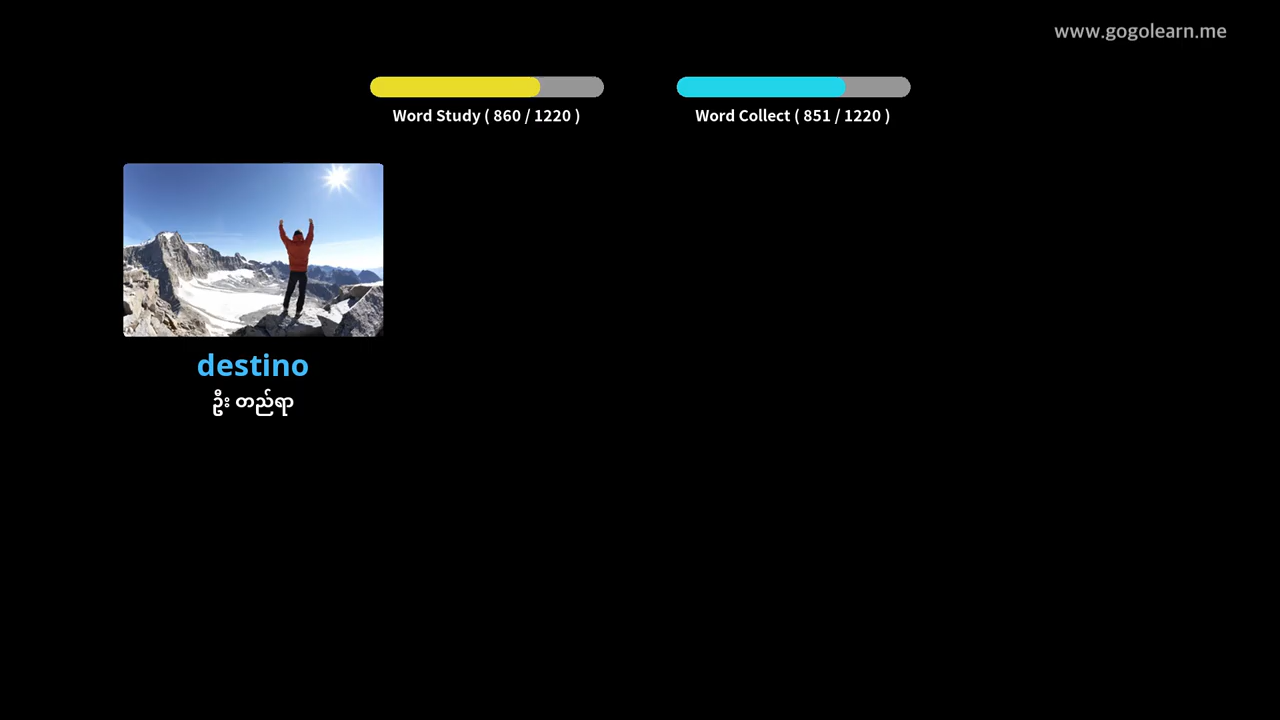 www.gogolearn.me
Word Study ( 860 / 1220 )
Word Collect ( 851 / 1220 )
destino
ဦး တည်ရာ